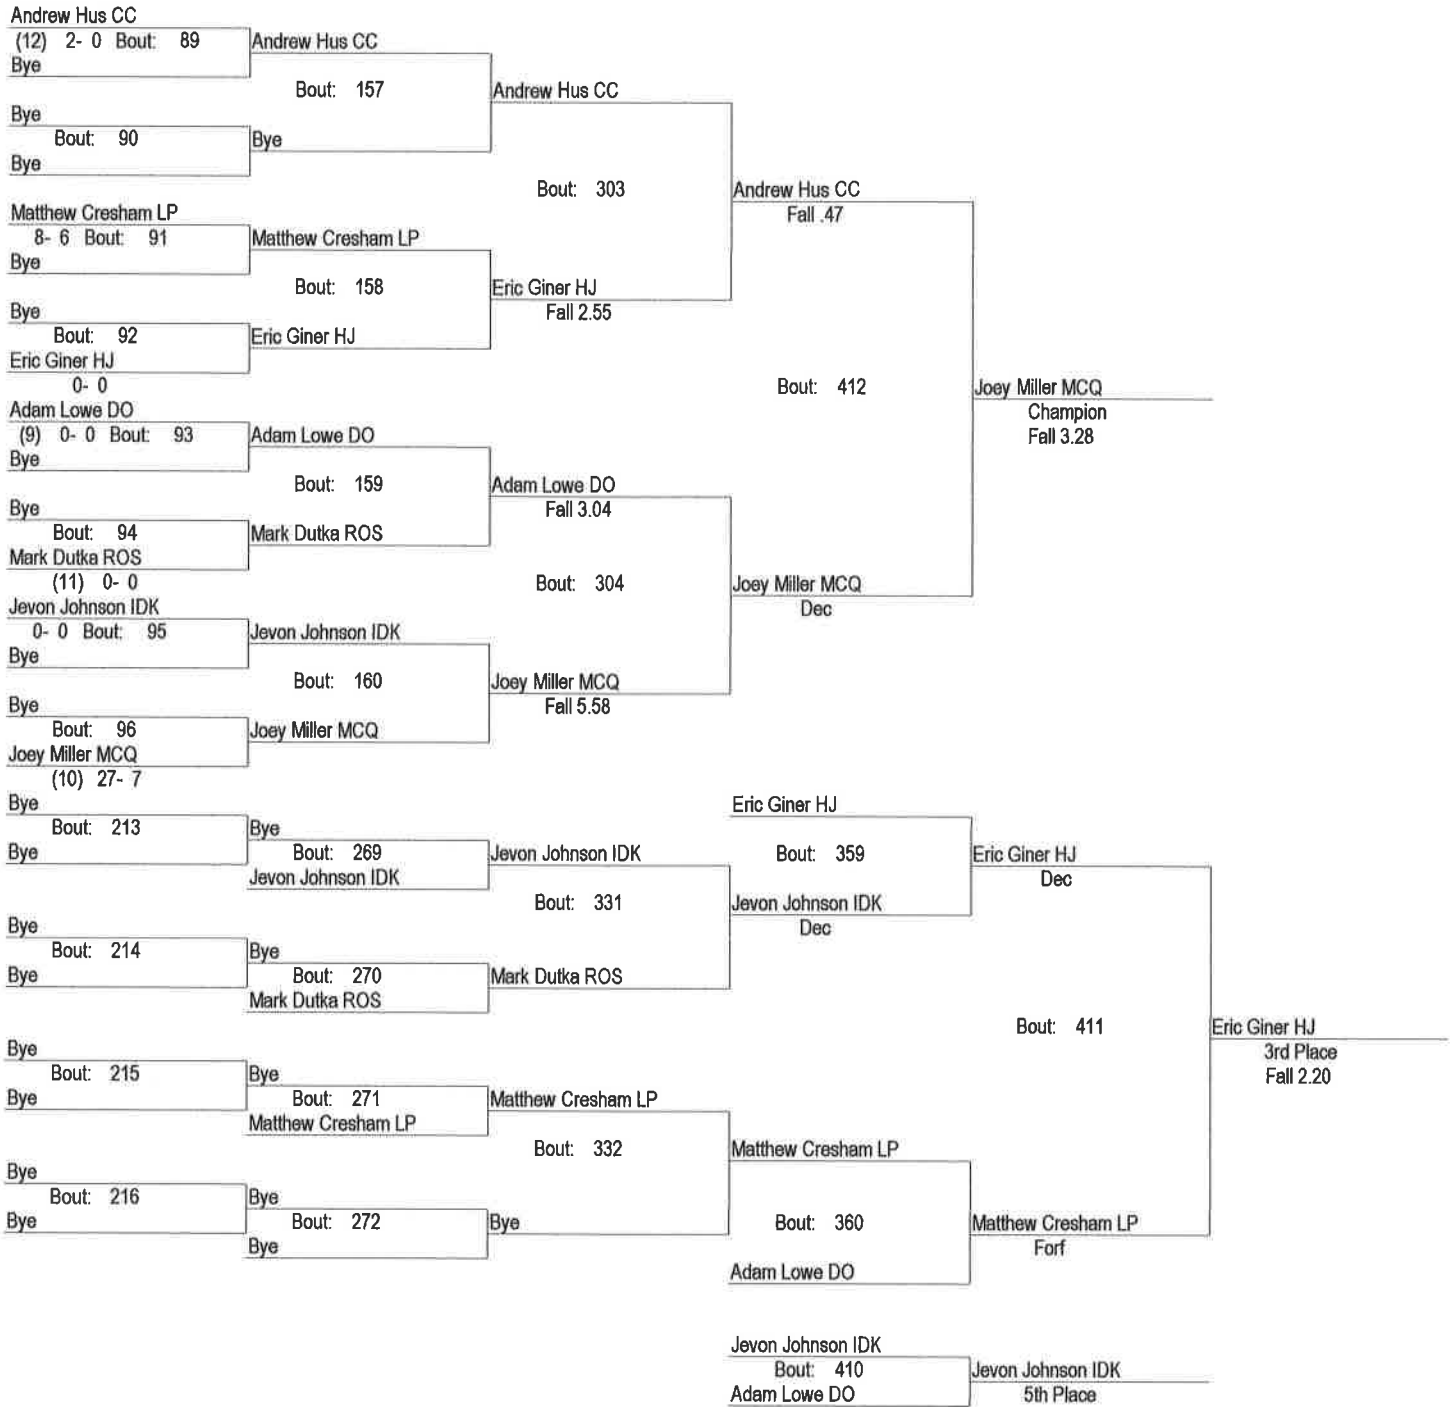 Andrew Hus CC
(12) 2- 0 Bout: 89
Bye
Bye
Bout: 90
Bye
Matthew Cresham LP
8- 6 Bout: 91
Bye
Bye
Bout: 92
Eric Giner HJ
0- 0
Adam Lowe DO
(9) 0- 0 Bout: 93
Bye
Bye
Bout: 94
Mark Dutka ROS
(11) 0- 0
Jevon Johnson IDK
0- 0 Bout: 95
Bye
Bye
Bout: 96
Joey Miller MCQ
(10) 27- 7
Andrew Hus CC
Bout: 157
Bye
Matthew Cresham LP
Bout: 158
Eric Giner HJ
Adam Lowe DO
Bout: 159
Mark Dutka ROS
Jevon Johnson IDK
Bout: 160
Joey Miller MCQ
Andrew Hus CC
Bout: 303
Eric Giner HJ
Fall 2.55
Adam Lowe DO
Fall 3.04
Bout: 304
Joey Miller MCQ
Fall 5.58
Andrew Hus CC
Fall .47
Bout: 412
Joey Miller MCQ
Dec
Joey Miller MCQ
Champion
Fall 3.28
Bye
Bout: 213
Bye
Bye
Bout: 214
Bye
Bye
Bout: 215
Bye
Bye
Bout: 216
Bye
Bye
Bout: 269
Jevon Johnson IDK
Bye
Bout: 270
Mark Dutka ROS
Bye
Bout: 271
Matthew Cresham LP
Bye
Bout: 272
Bye
Jevon Johnson IDK
Bout: 331
Mark Dutka ROS
Matthew Cresham LP
Bout: 332
Bye
Eric Giner HJ
Bout: 359
Jevon Johnson IDK
Dec
Matthew Cresham LP
Bout: 360
Adam Lowe DO
Eric Giner HJ
Dec
Bout: 411
Matthew Cresham LP
Forf
Eric Giner HJ
3rd Place
Fall 2.20
Jevon Johnson IDK
Bout: 410
Adam Lowe DO
Jevon Johnson IDK
5th Place